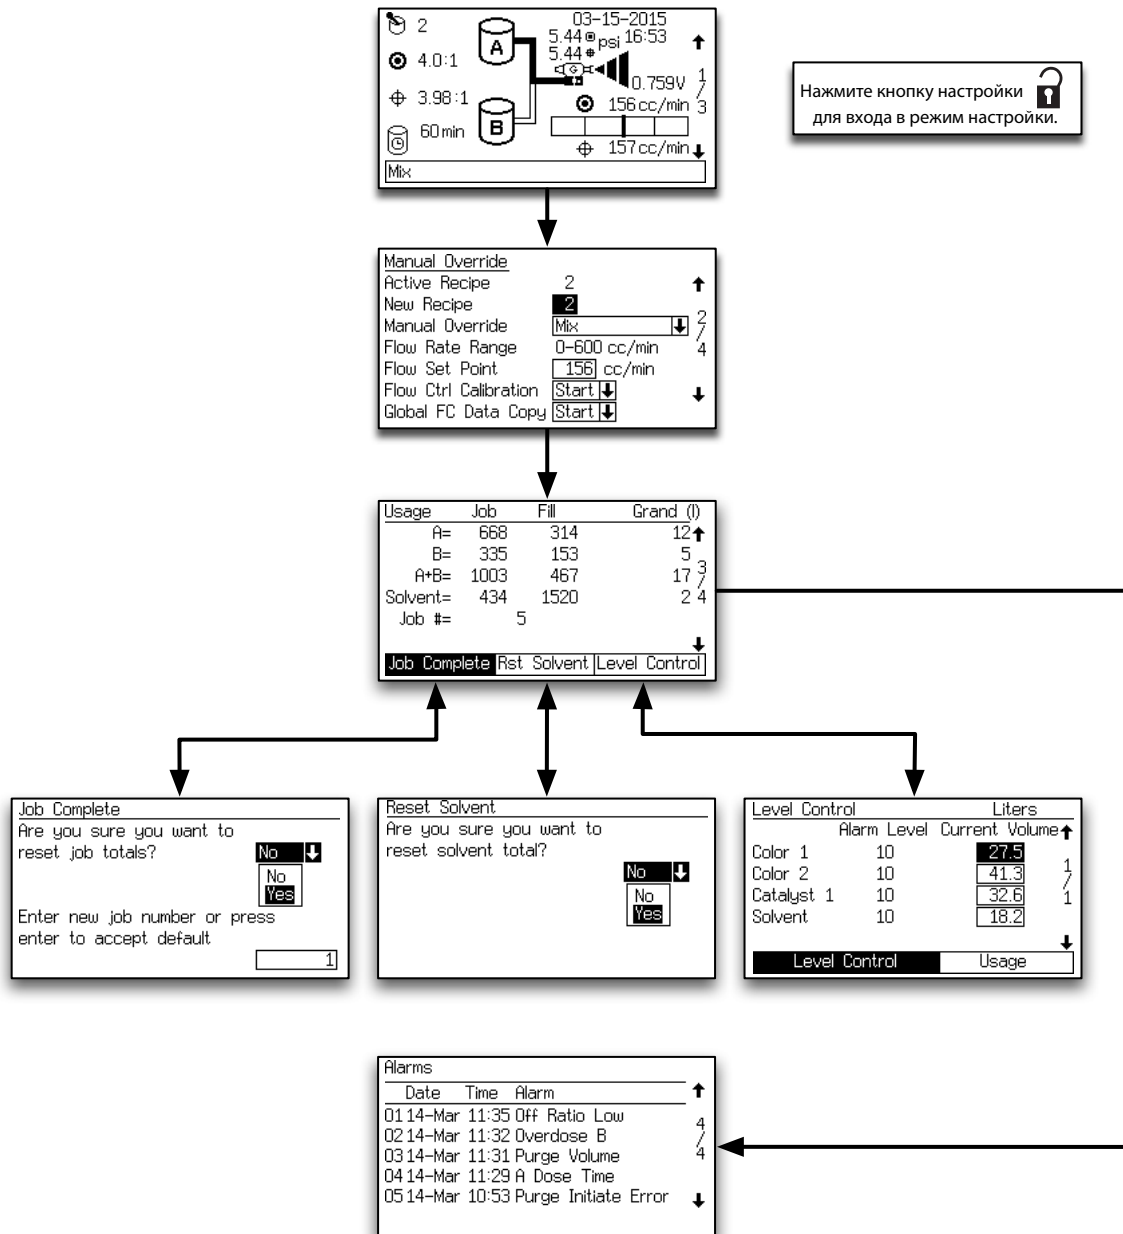 03-15-2015
2
5.44 psi 16:53
5.44
4.0:1
A
0.759V
1/3
3.98:1
156 cc/min
60 min
B
157 cc/min
Mix
Нажмите кнопку настройки
для входа в режим настройки.
Manual Override
Active Recipe 2
New Recipe 2
Manual Override Mix
2/4
Flow Rate Range 0-600 cc/min
Flow Set Point 156 cc/min
Flow Ctrl Calibration Start
Global FC Data Copy Start
Usage Job Fill Grand (l)
A= 668 314 12
B= 335 153 5
A+B= 1003 467 17
3/4
Solvent= 434 1520 2
Job #= 5
Job Complete Rst Solvent Level Control
Job Complete
Are you sure you want to
reset job totals? No
No
Yes
Enter new job number or press
enter to accept default
1
Reset Solvent
Are you sure you want to
reset solvent total?
No
No
Yes
Level Control Liters
Alarm Level Current Volume
Color 1 10 27.5
Color 2 10 41.3
1/1
Catalyst 1 10 32.6
Solvent 10 18.2
Level Control Usage
Alarms
Date Time Alarm
01 14-Mar 11:35 Off Ratio Low
02 14-Mar 11:32 Overdose B
4/4
03 14-Mar 11:31 Purge Volume
04 14-Mar 11:29 A Dose Time
05 14-Mar 10:53 Purge Initiate Error